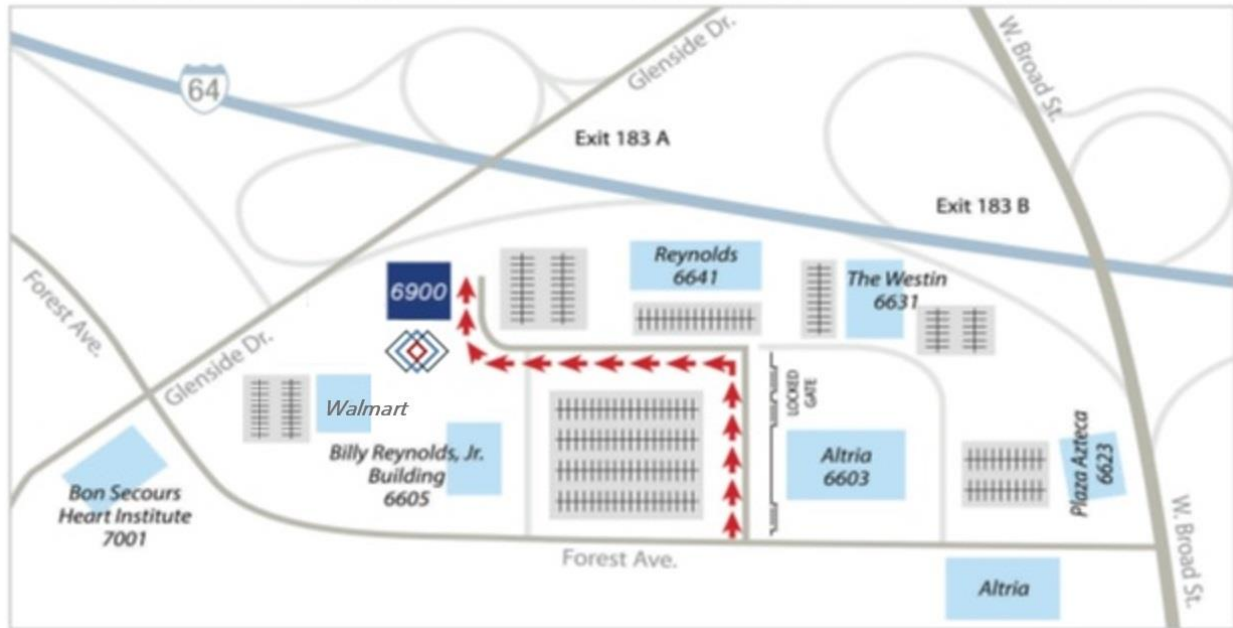 64
Glenside Dr.
W. Broad St.
Exit 183 A
Exit 183 B
Reynolds
6641
The Westin
6631
6900
Forest Ave.
Glenside Dr.
LOCKED
GATE
Walmart
Billy Reynolds, Jr.
Building
6605
Altria
6603
Plaza Azteca
6623
Bon Secours
Heart Institute
7001
Forest Ave.
W. Broad St.
Altria